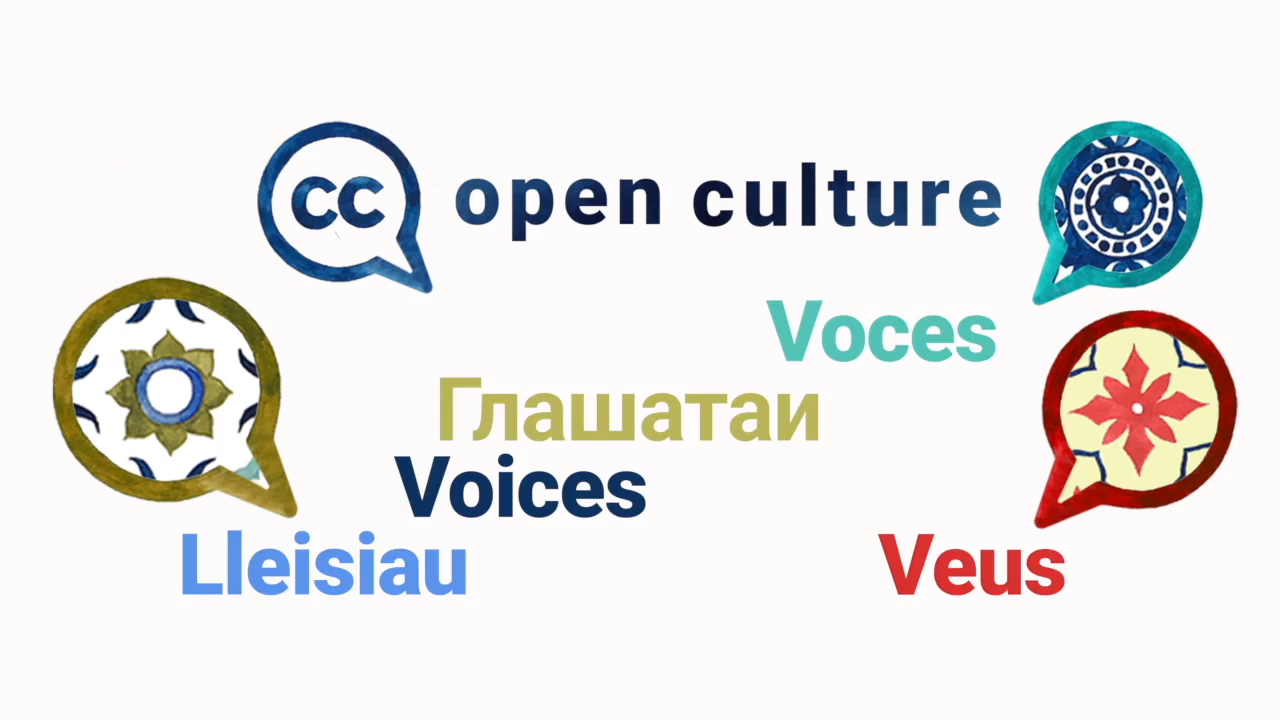 cc open culture
Voces
Глашатаи
Voices
Lleisiau
Veus